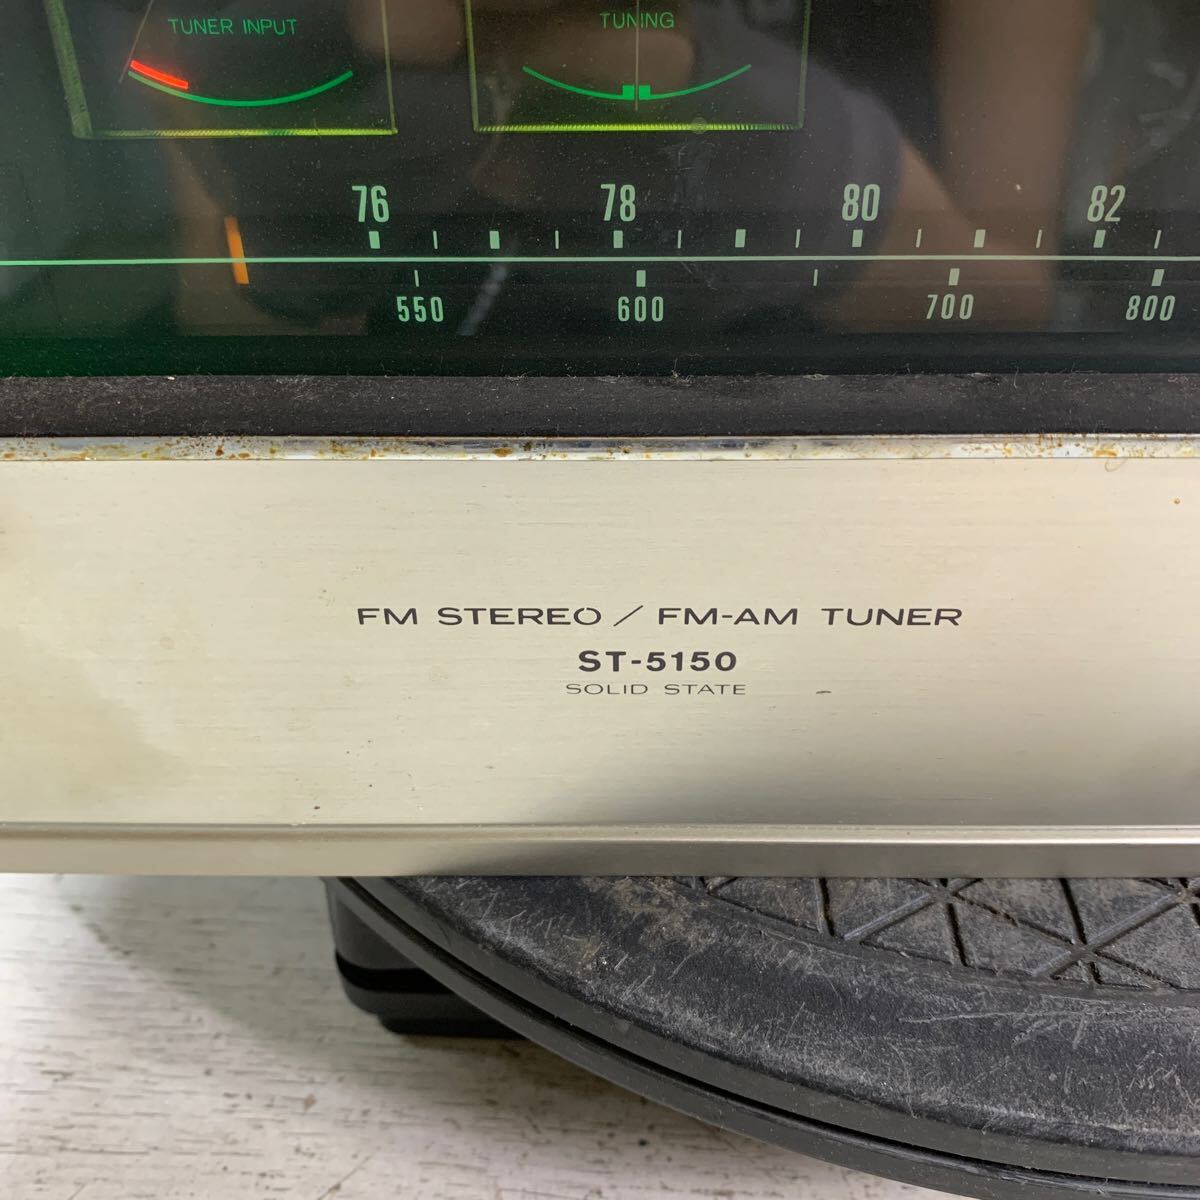 TUNER INPUT TUNING
76 78 80 82
550 600 700 800
FM STEREO / FM-AM TUNER
ST-5150
SOLID STATE